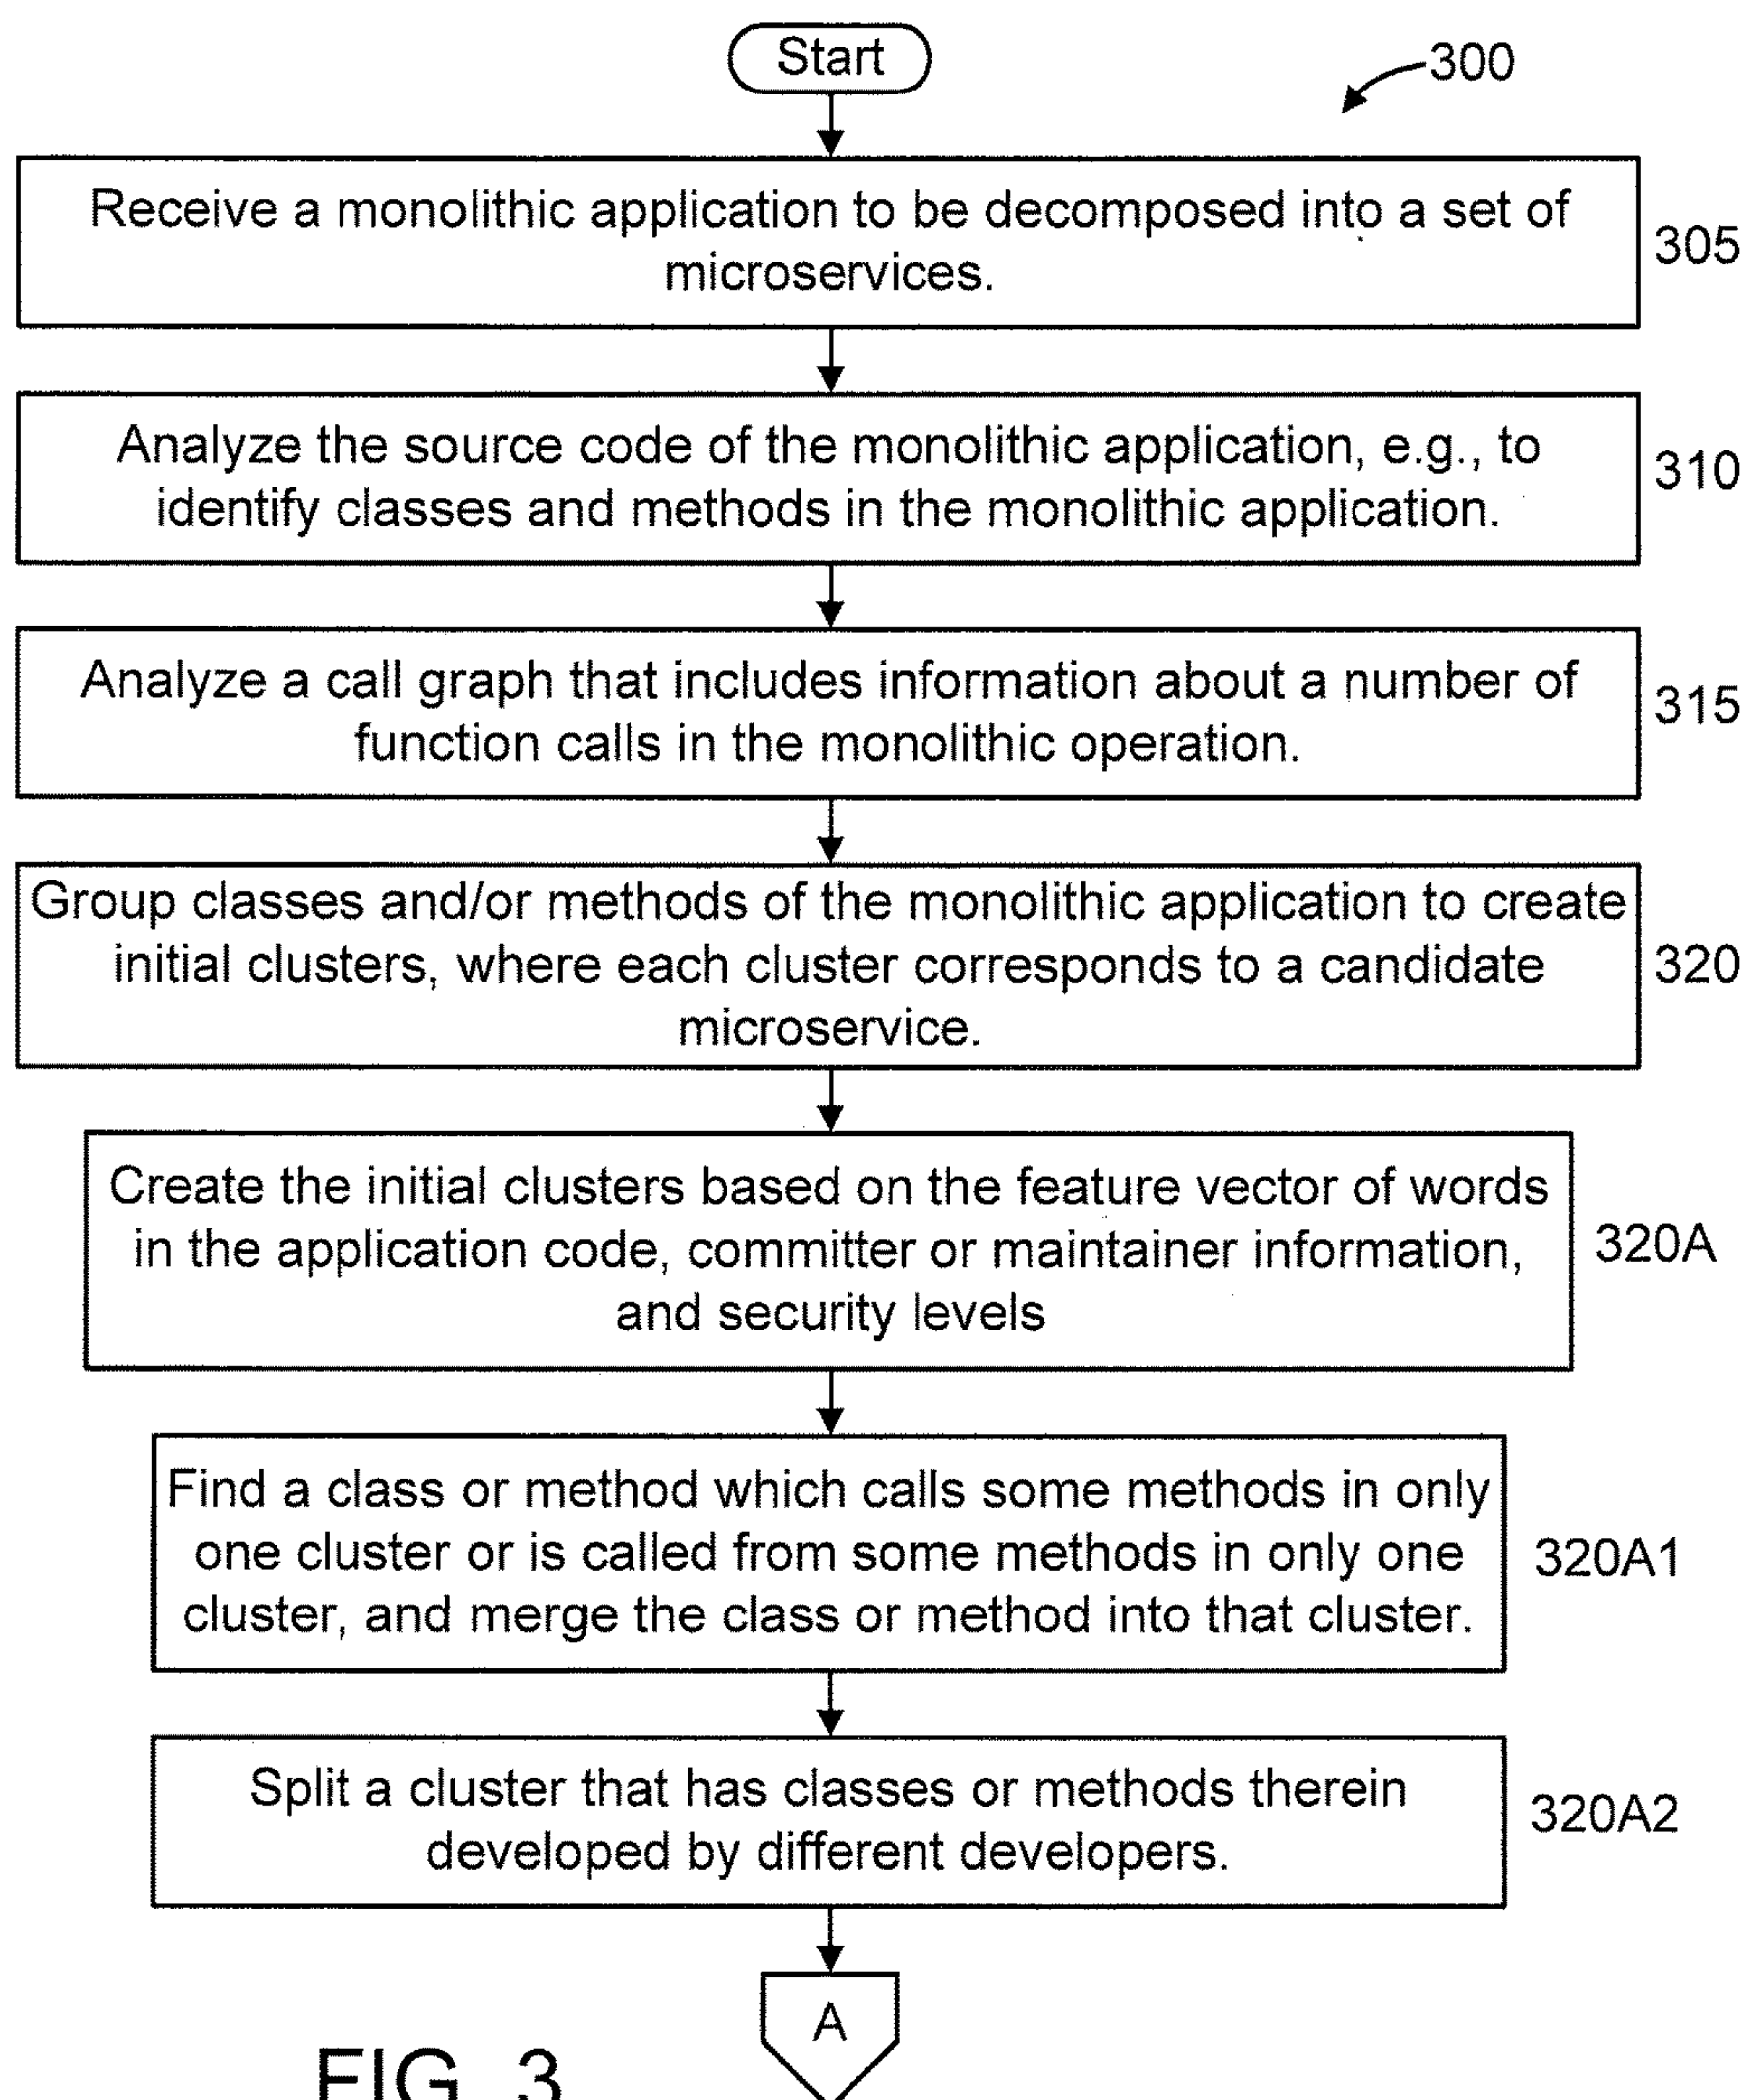 Start
300
Receive a monolithic application to be decomposed into a set of
microservices.
305
Analyze the source code of the monolithic application, e.g., to
identify classes and methods in the monolithic application.
310
Analyze a call graph that includes information about a number of
function calls in the monolithic operation.
315
Group classes and/or methods of the monolithic application to create
initial clusters, where each cluster corresponds to a candidate
microservice.
320
Create the initial clusters based on the feature vector of words
in the application code, committer or maintainer information,
and security levels
320A
Find a class or method which calls some methods in only
one cluster or is called from some methods in only one
cluster, and merge the class or method into that cluster.
320A1
Split a cluster that has classes or methods therein
developed by different developers.
320A2
A
FIG. 3